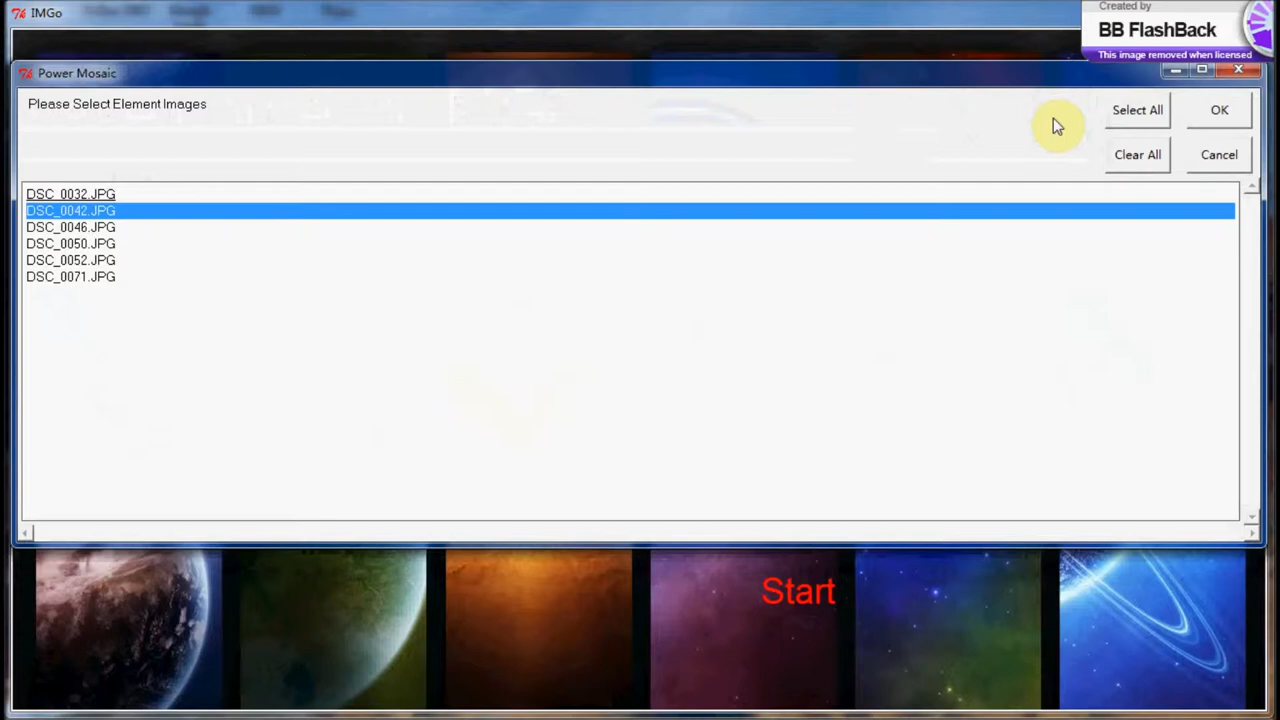 IMGo
Created by
BB FlashBack
This image removed when licensed
Power Mosaic
Please Select Element Images
Select All
OK
Clear All
Cancel
DSC_0032.JPG
DSC_0042.JPG
DSC_0046.JPG
DSC_0050.JPG
DSC_0052.JPG
DSC_0071.JPG
Start